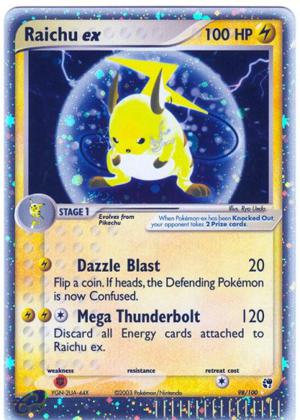 Raichu ex 100 HP
Illus. Ryo Ueda
STAGE 1
Evolves from
Pikachu
When Pokémon-ex has been Knocked Out,
your opponent takes 2 Prize cards.
Dazzle Blast 20
Flip a coin. If heads, the Defending Pokémon
is now Confused.
Mega Thunderbolt 120
Discard all Energy cards attached to
Raichu ex.
weakness resistance retreat cost
YGN-2UA-44X ©2003 Pokémon/Nintendo 98/100